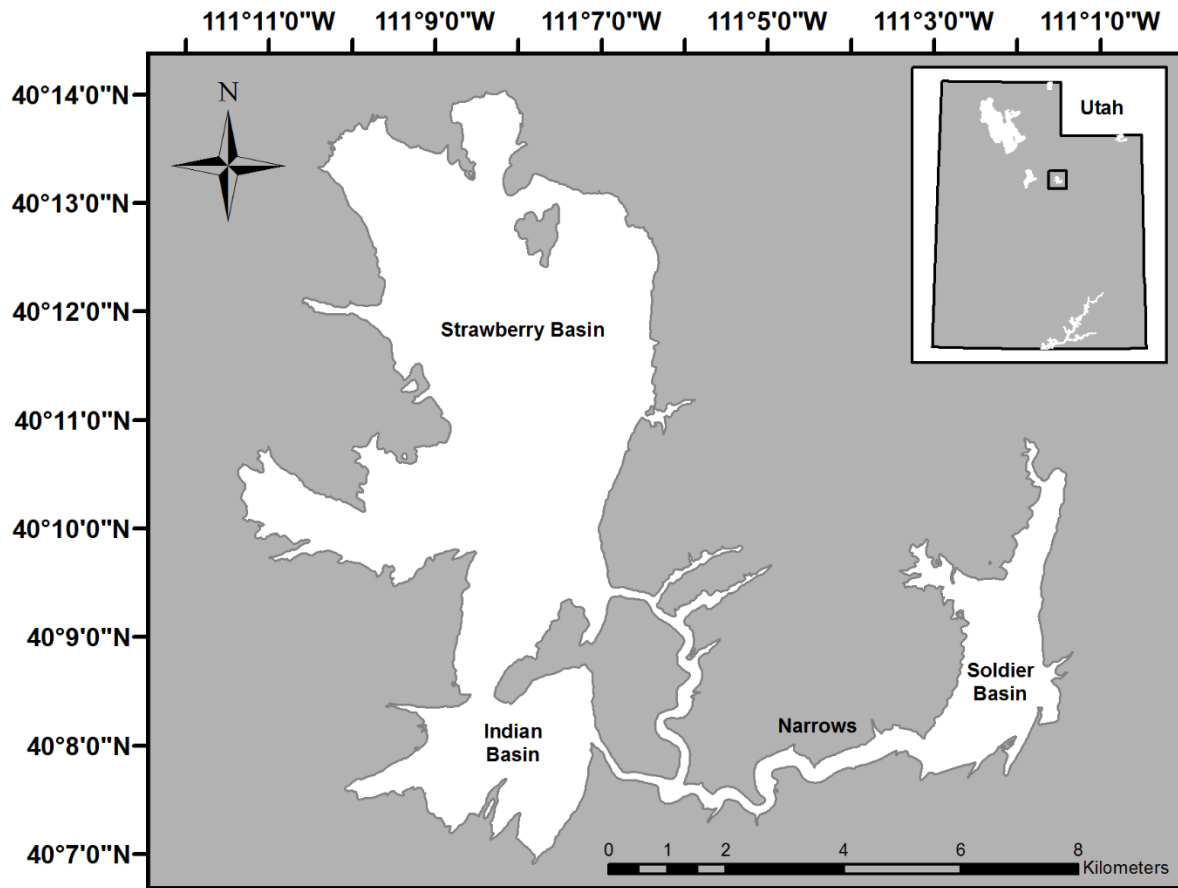 111°11'0"W 111°9'0"W 111°7'0"W 111°5'0"W 111°3'0"W 111°1'0"W
40°14'0"N
40°13'0"N
40°12'0"N
40°11'0"N
40°10'0"N
40°9'0"N
40°8'0"N
40°7'0"N
N
Utah
Strawberry Basin
Soldier
Basin
Indian
Basin
Narrows
0 1 2 4 6 8
Kilometers